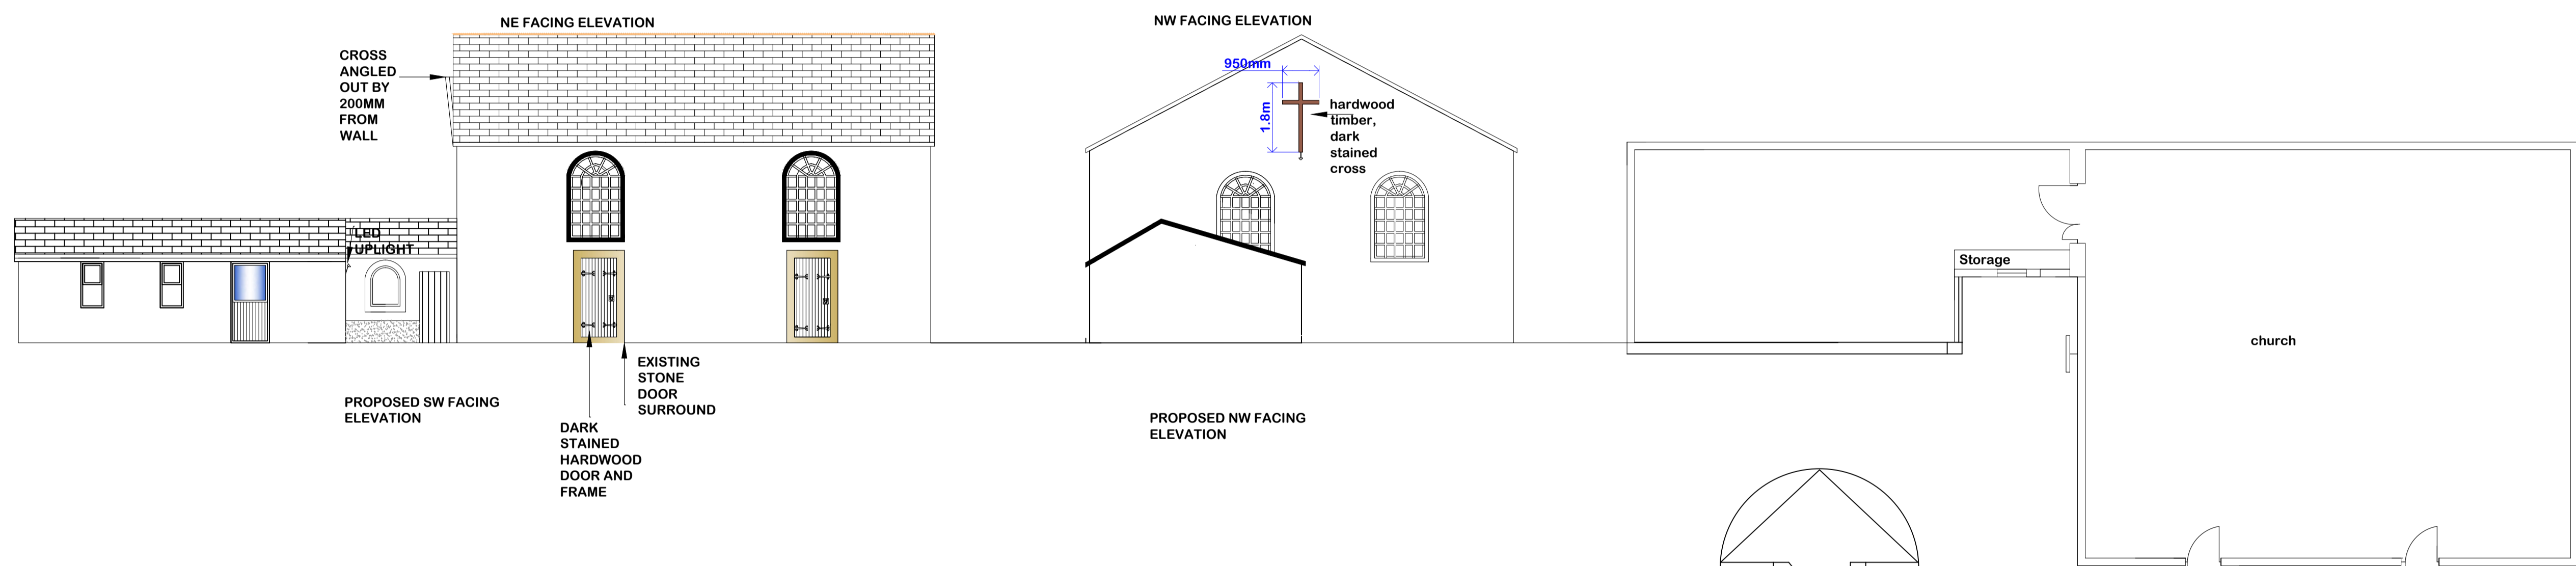 NE FACING ELEVATION
CROSS
ANGLED
OUT BY
200MM
FROM
WALL
LED
UPLIGHT
EXISTING
STONE
DOOR
SURROUND
PROPOSED SW FACING
ELEVATION
DARK
STAINED
HARDWOOD
DOOR AND
FRAME
NW FACING ELEVATION
950mm
1.8m
hardwood
timber,
dark
stained
cross
PROPOSED NW FACING
ELEVATION
Storage
church